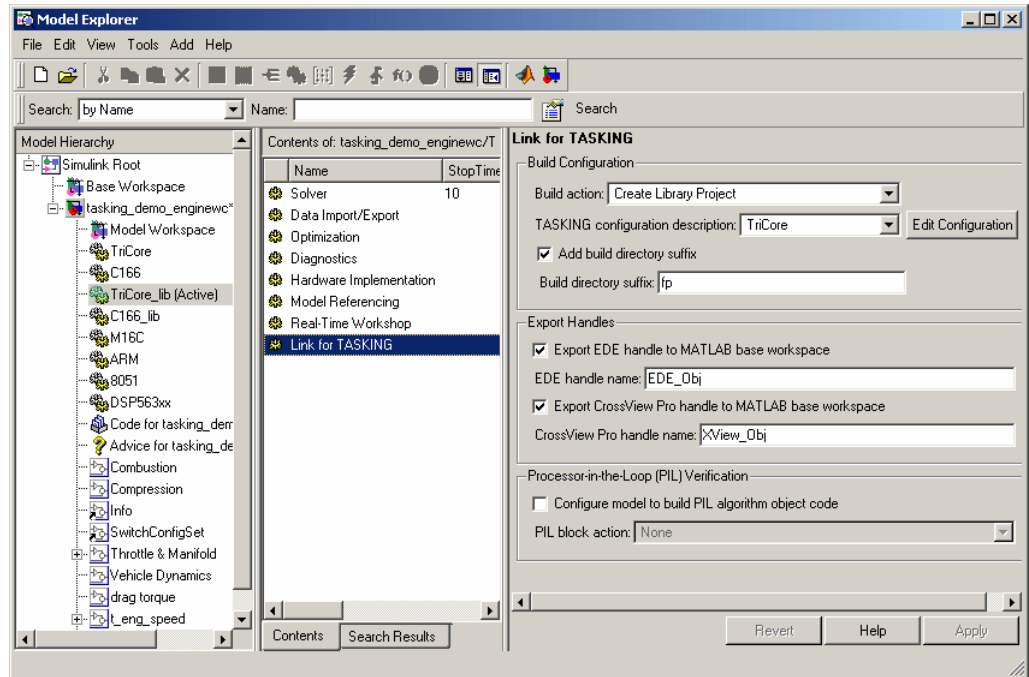 Model Explorer
File Edit View Tools Add Help
Search: by Name Name: Search
Model Hierarchy
Simulink Root
Base Workspace
tasking_demo_enginewc*
Model Workspace
TriCore
C166
TriCore_lib (Active)
C166_lib
M16C
ARM
8051
DSP563xx
Code for tasking_dem
Advice for tasking_de
Combustion
Compression
Info
SwitchConfigSet
Throttle & Manifold
Vehicle Dynamics
drag torque
t_eng_speed
Contents of: tasking_demo_enginewc/T
Name StopTime
Solver 10
Data Import/Export
Optimization
Diagnostics
Hardware Implementation
Model Referencing
Real-Time Workshop
Link for TASKING
Contents Search Results
Link for TASKING
Build Configuration
Build action: Create Library Project
TASKING configuration description: TriCore Edit Configuration
Add build directory suffix
Build directory suffix: fp
Export Handles
Export EDE handle to MATLAB base workspace
EDE handle name: EDE_Obj
Export CrossView Pro handle to MATLAB base workspace
CrossView Pro handle name: XView_Obj
Processor-in-the-Loop (PIL) Verification
Configure model to build PIL algorithm object code
PIL block action: None
Revert Help Apply